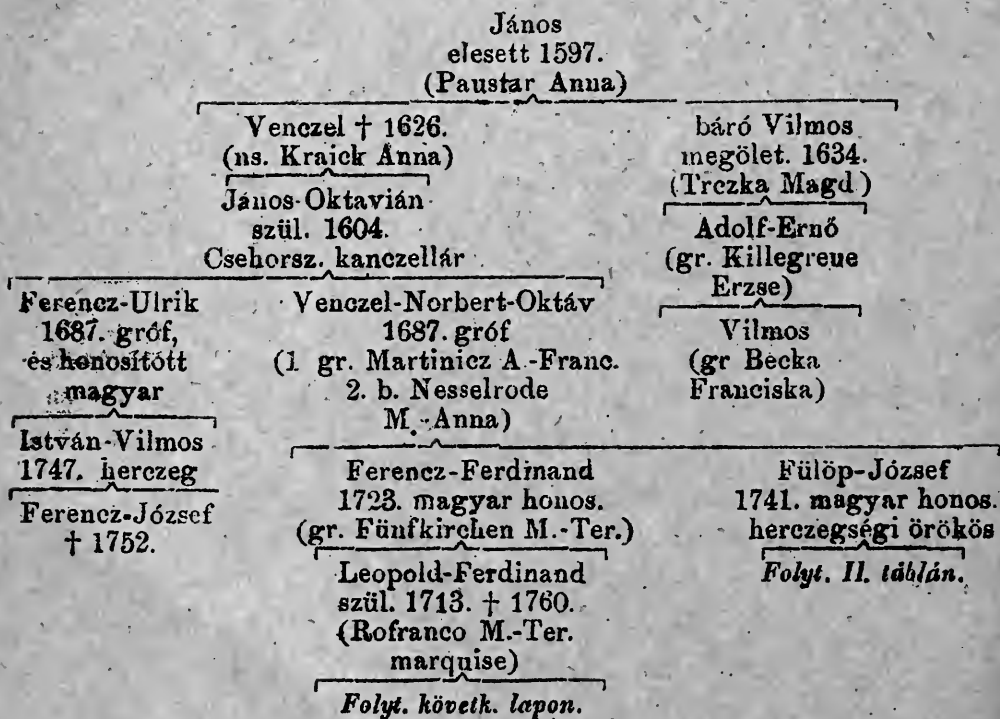 János
elesett 1597.
(Paustar Anna)
Venczel † 1626.
(ns. Kraick Anna)
báró Vilmos
megölet. 1634.
(Trczka Magd)
János-Oktavián
szül. 1604.
Csehorsz. kanczellár
Adolf-Ernő
(gr. Killegreue
Erzse)
Ferencz-Ulrik
1687. gróf,
és honosított
magyar
Venczel-Norbert-Oktáv
1687. gróf
(1 gr. Martinicz A.-Franc.
2. b. Nesselrode
M.-Anna)
Vilmos
(gr Becka
Franciska)
István-Vilmos
1747. herczeg
Ferencz-József
† 1752.
Ferencz-Ferdinand
1723. magyar honos.
(gr. Fünfkirchen M.-Ter.)
Fülöp-József
1741. magyar honos.
herczegségi örökös
Folyt. II. táblán.
Leopold-Ferdinand
szül. 1713. † 1760.
(Rofranco M.-Ter.
marquise)
Folyt. követk. lapon.